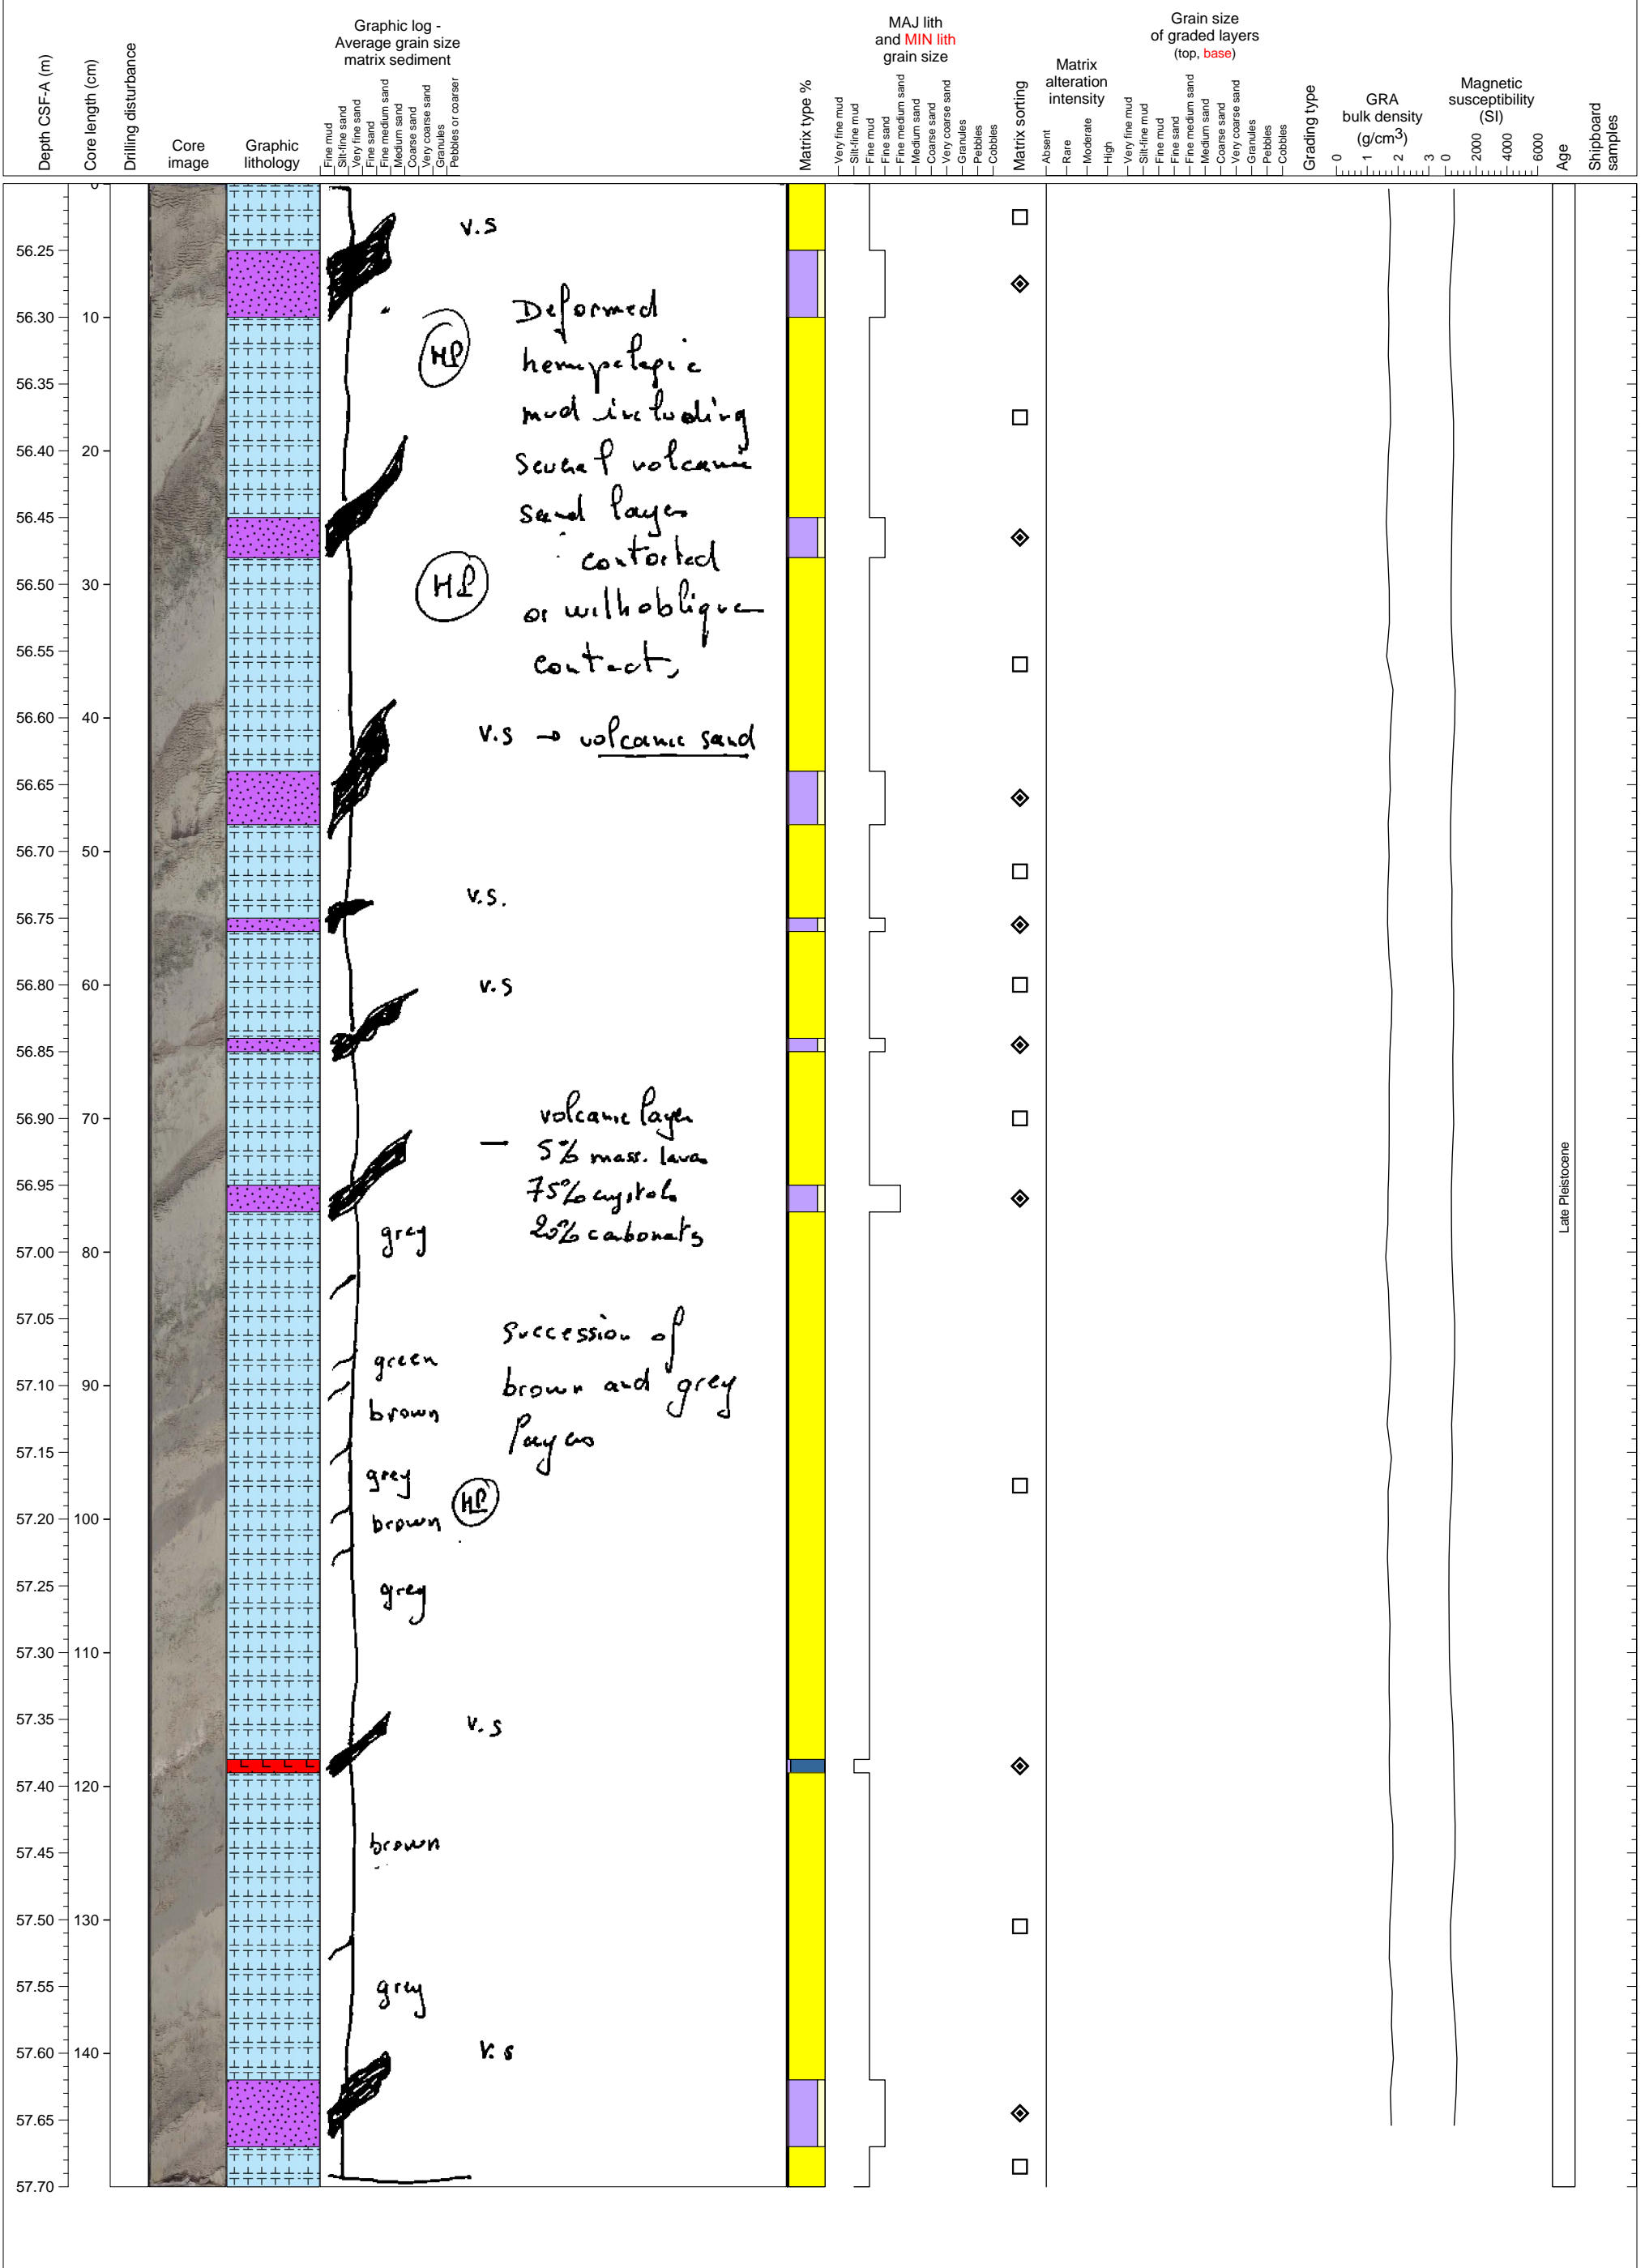 Depth CSF-A (m)
Core length (cm)
Drilling disturbance
Core
image
Graphic
lithology
Graphic log -
Average grain size
matrix sediment
Fine mud
Silt-fine sand
Very fine sand
Fine sand
Fine medium sand
Medium sand
Coarse sand
Very coarse sand
Granules
Pebbles or coarser
Matrix type %
MAJ lith
and MIN lith
grain size
Very fine mud
Silt-fine mud
Fine mud
Fine sand
Fine medium sand
Medium sand
Coarse sand
Very coarse sand
Granules
Pebbles
Cobbles
Matrix sorting
Matrix
alteration
intensity
Absent
Rare
Moderate
High
Grain size
of graded layers
(top, base)
Very fine mud
Silt-fine mud
Fine mud
Fine sand
Fine medium sand
Medium sand
Coarse sand
Very coarse sand
Granules
Pebbles
Cobbles
Grading type
GRA
bulk density
(g/cm3)
0 1 2 3
Magnetic
susceptibility
(SI)
0 2000 4000 6000
Age
Shipboard
samples
0
56.25
56.30 10
56.35
56.40 20
56.45
56.50 30
56.55
56.60 40
56.65
56.70 50
56.75
56.80 60
56.85
56.90 70
56.95
57.00 80
57.05
57.10 90
57.15
57.20 100
57.25
57.30 110
57.35
57.40 120
57.45
57.50 130
57.55
57.60 140
57.65
57.70
v.s
HP
Deformed
hemipelagic
mud including
several volcanic
sand layers
contorted
HP
or with oblique
contacts
v.s → volcanic sand
v.s.
v.s
volcanic layer
— 5% mass. lavas
75% crystals
20% carbonats
grey
succession of
green
brown and grey
brown
layers
grey
HP
brown
grey
v.s
brown
grey
v.s
Late Pleistocene